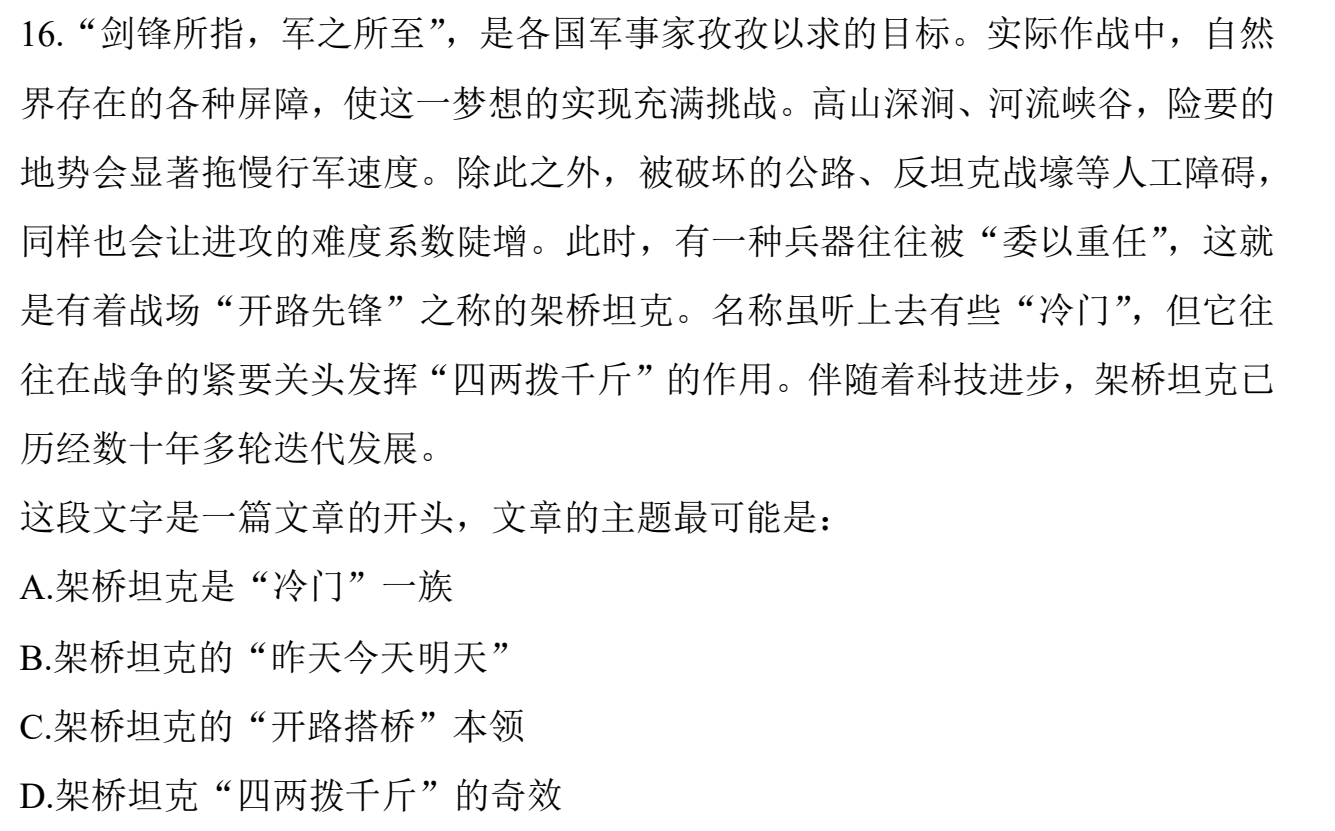 16.“剑锋所指，军之所至”，是各国军事家孜孜以求的目标。实际作战中，自然
界存在的各种屏障，使这一梦想的实现充满挑战。高山深涧、河流峡谷，险要的
地势会显著拖慢行军速度。除此之外，被破坏的公路、反坦克战壕等人工障碍，
同样也会让进攻的难度系数陡增。此时，有一种兵器往往被“委以重任”，这就
是有着战场“开路先锋”之称的架桥坦克。名称虽听上去有些“冷门”，但它往
往在战争的紧要关头发挥“四两拨千斤”的作用。伴随着科技进步，架桥坦克已
历经数十年多轮迭代发展。
这段文字是一篇文章的开头，文章的主题最可能是：
A.架桥坦克是“冷门”一族
B.架桥坦克的“昨天今天明天”
C.架桥坦克的“开路搭桥”本领
D.架桥坦克“四两拨千斤”的奇效